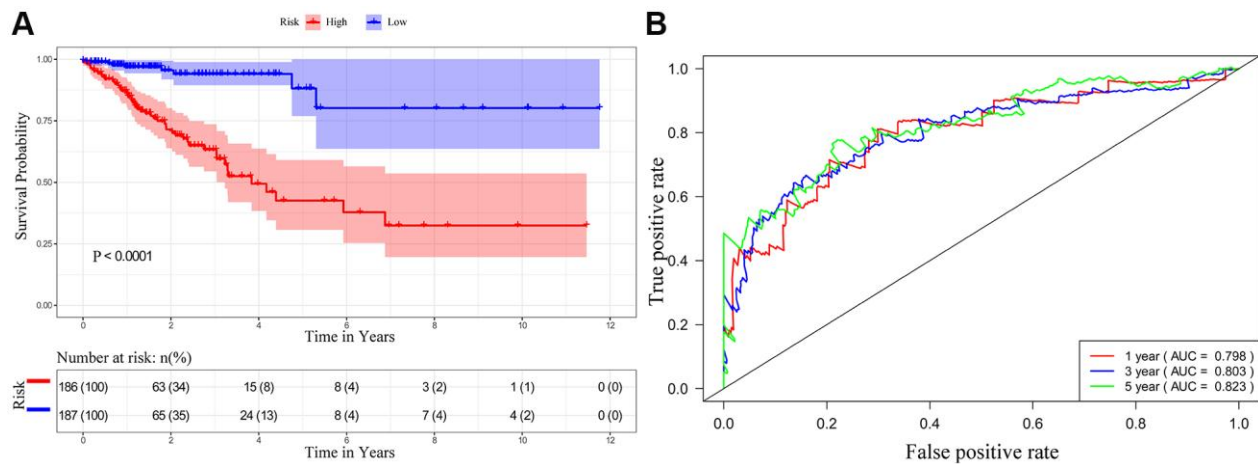 A
Risk High Low
Survival Probability
1.00
0.75
0.50
0.25
0.00
P < 0.0001
0 2 4 6 8 10 12
Time in Years
Number at risk: n(%)
Risk
186 (100) 63 (34) 15 (8) 8 (4) 3 (2) 1 (1) 0 (0)
187 (100) 65 (35) 24 (13) 8 (4) 7 (4) 4 (2) 0 (0)
0 2 4 6 8 10 12
Time in Years
B
True positive rate
1.0
0.8
0.6
0.4
0.2
0.0
1 year ( AUC = 0.798)
3 year ( AUC = 0.803)
5 year ( AUC = 0.823)
0.0 0.2 0.4 0.6 0.8 1.0
False positive rate